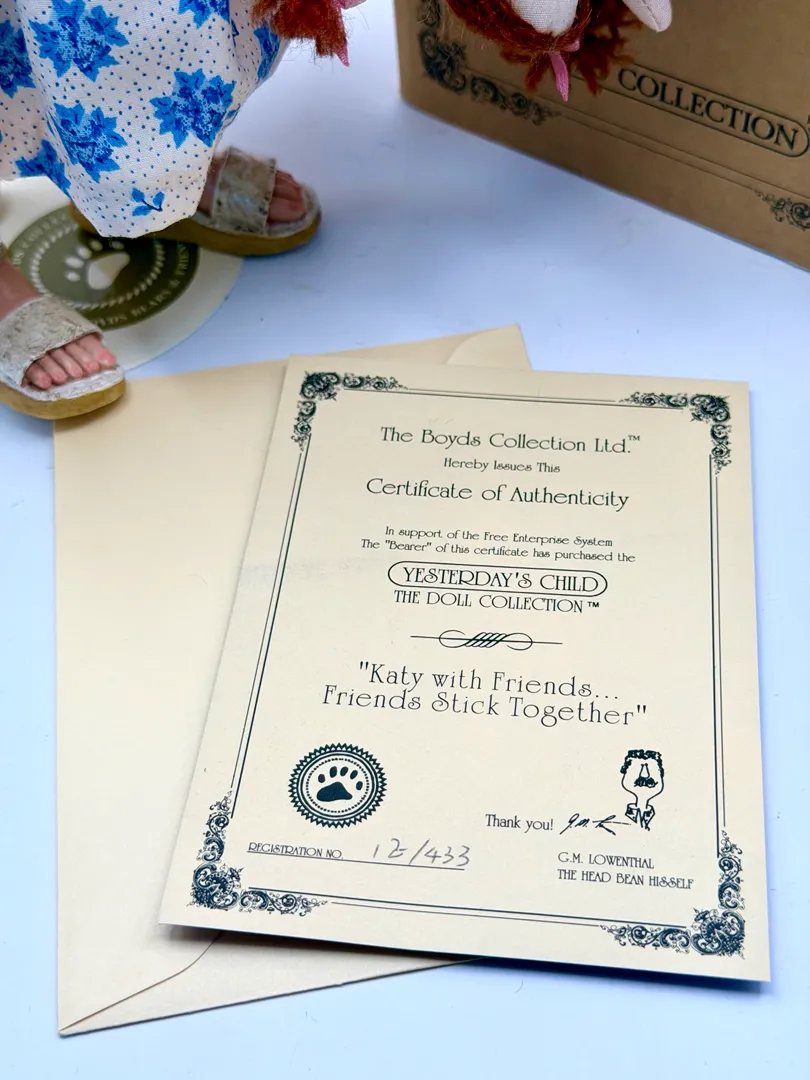 COLLECTION
The Boyds Collection Ltd.™
Hereby Issues This
Certificate of Authenticity
In support of the Free Enterprise System
The "Bearer" of this certificate has purchased the
YESTERDAY'S CHILD
THE DOLL COLLECTION™
"Katy with Friends...
Friends Stick Together"
Thank you!
REGISTRATION NO. 1E/433
G.M. LOWENTHAL
THE HEAD BEAN HISSELF